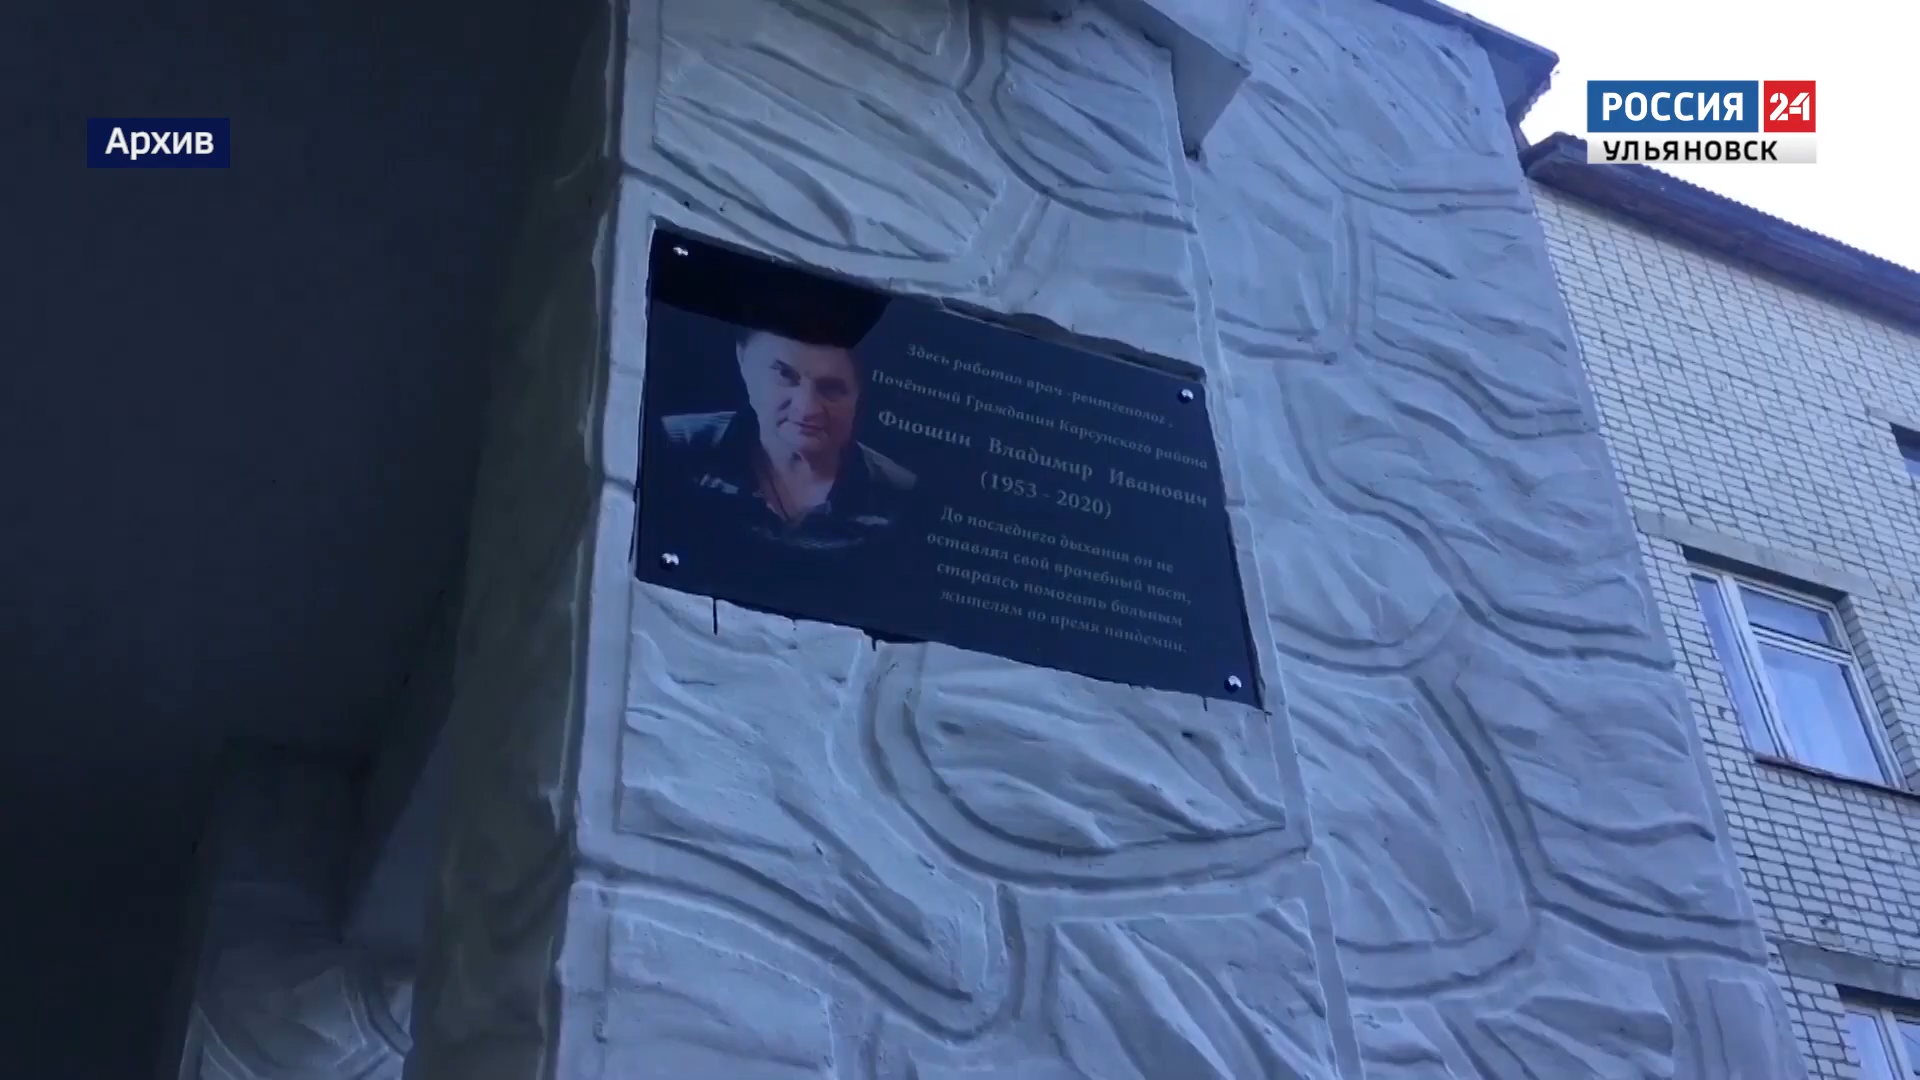 Архив
РОССИЯ 24
УЛЬЯНОВСК
Здесь работал врач -рентгенолог ,
Почётный Гражданин Карсунского района
Фиошин Владимир Иванович
(1953 - 2020)
До последнего дыхания он не
оставлял свой врачебный пост,
стараясь помогать больным
жителям во время пандемии.